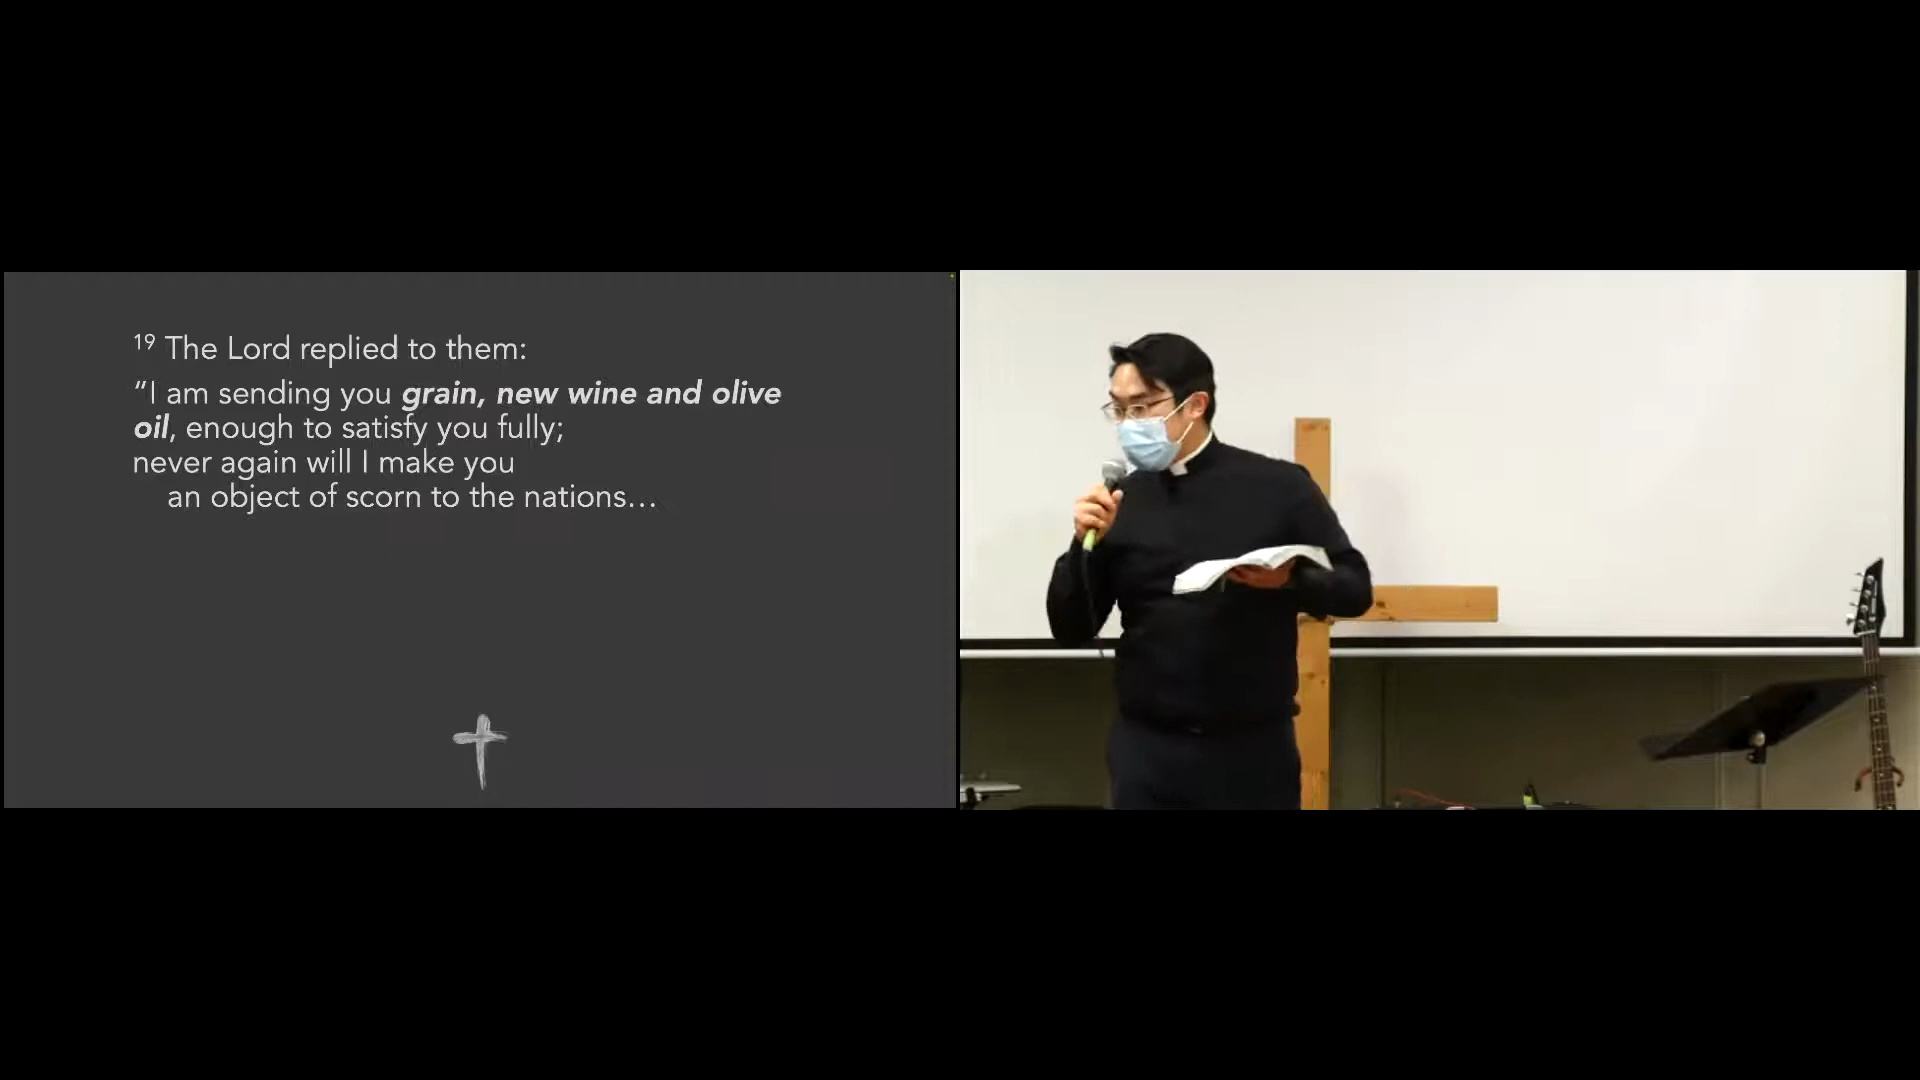 19 The Lord replied to them:
“I am sending you grain, new wine and olive
oil, enough to satisfy you fully;
never again will I make you
an object of scorn to the nations…